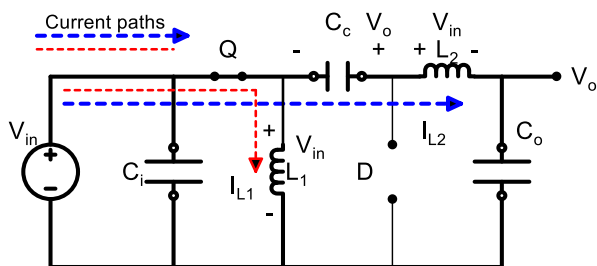 Current paths
Q
- Cc Vo +
Vin
+ L2 -
Vo
Vin
+
-
Ci
IL1
+
Vin
L1
-
D
IL2
Co